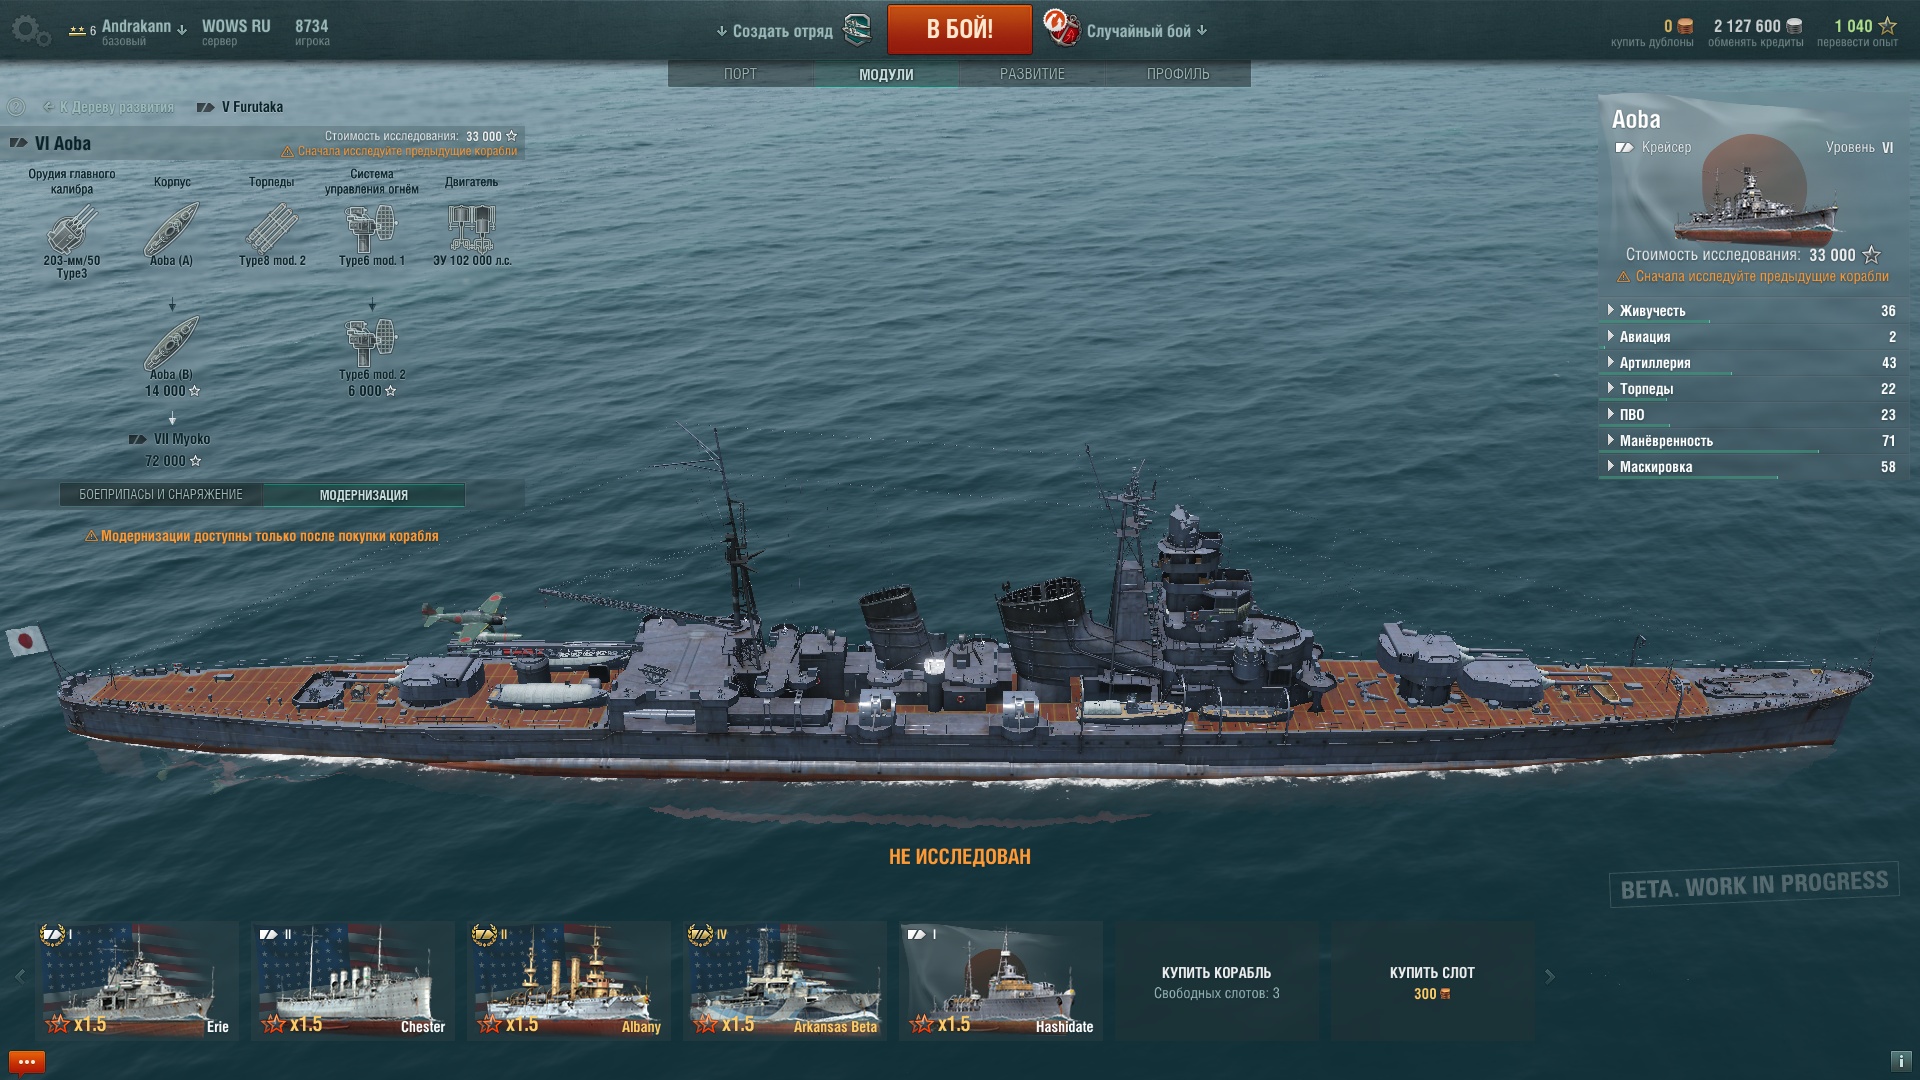 6 Andrakann
базовый
WOWS RU
сервер
8734
игрока
Создать отряд
В БОЙ!
Случайный бой
0
купить дублоны
2 127 600
обменять кредиты
1 040
перевести опыт
ПОРТ
МОДУЛИ
РАЗВИТИЕ
ПРОФИЛЬ
К Дереву развития
V Furutaka
VI Aoba
Стоимость исследования: 33 000
Сначала исследуйте предыдущие корабли
Орудия главного
калибра
Корпус
Торпеды
Система
управления огнём
Двигатель
203-мм/50
Type3
Aoba (A)
Type8 mod. 2
Type6 mod. 1
ЭУ 102 000 л.с.
Aoba (B)
14 000
Type6 mod. 2
6 000
VII Myoko
72 000
БОЕПРИПАСЫ И СНАРЯЖЕНИЕ
МОДЕРНИЗАЦИЯ
Модернизации доступны только после покупки корабля
Aoba
Крейсер
Уровень VI
Стоимость исследования: 33 000
Сначала исследуйте предыдущие корабли
Живучесть 36
Авиация 2
Артиллерия 43
Торпеды 22
ПВО 23
Манёвренность 71
Маскировка 58
НЕ ИССЛЕДОВАН
BETA. WORK IN PROGRESS
I
x1.5
Erie
II
x1.5
Chester
II
x1.5
Albany
IV
x1.5
Arkansas Beta
I
x1.5
Hashidate
КУПИТЬ КОРАБЛЬ
Свободных слотов: 3
КУПИТЬ СЛОТ
300